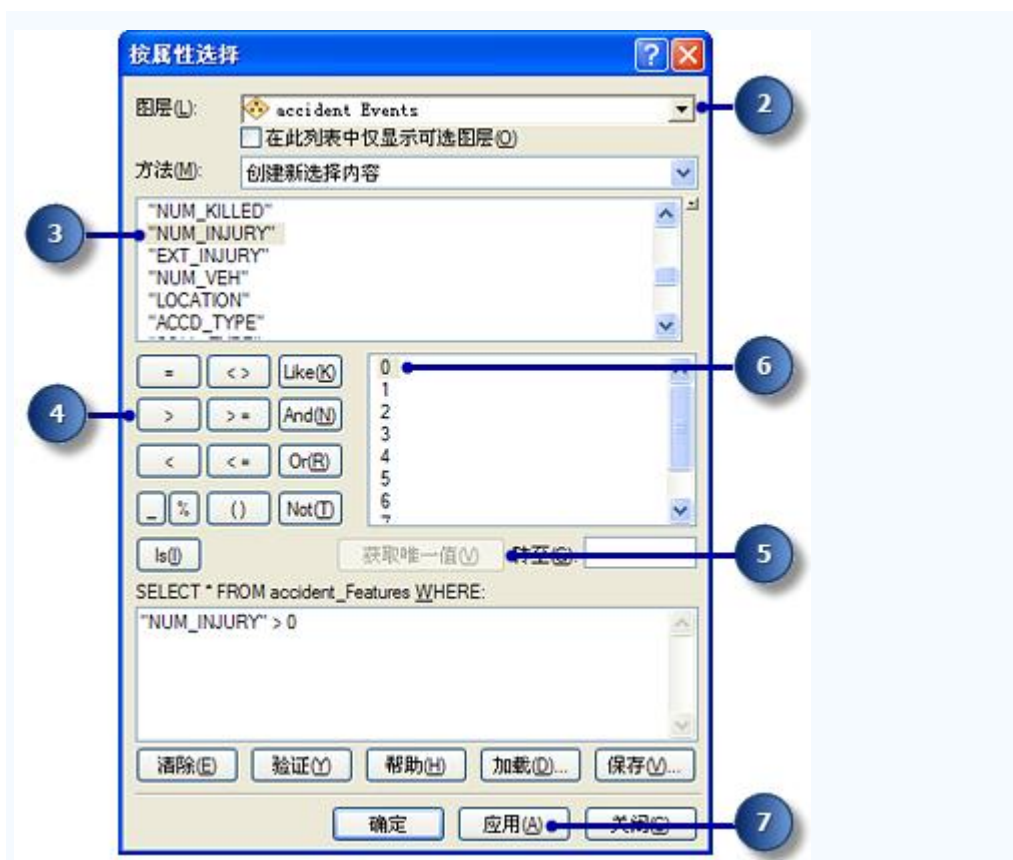 按属性选择
图层(L): accident Events
2
在此列表中仅显示可选图层(O)
方法(M): 创建新选择内容
"NUM_KILLED"
3
"NUM_INJURY"
"EXT_INJURY"
"NUM_VEH"
"LOCATION"
"ACCD_TYPE"
= <> Like(K)
0
6
1
4
> >= And(N)
2
3
< <= Or(R)
4
5
_ % () Not(T)
6
7
Is(I)
获取唯一值(V)
转至(G):
5
SELECT * FROM accident_Features WHERE:
"NUM_INJURY" > 0
清除(E) 验证(Y) 帮助(H) 加载(D)... 保存(V)...
确定 应用(A) 关闭(C)
7